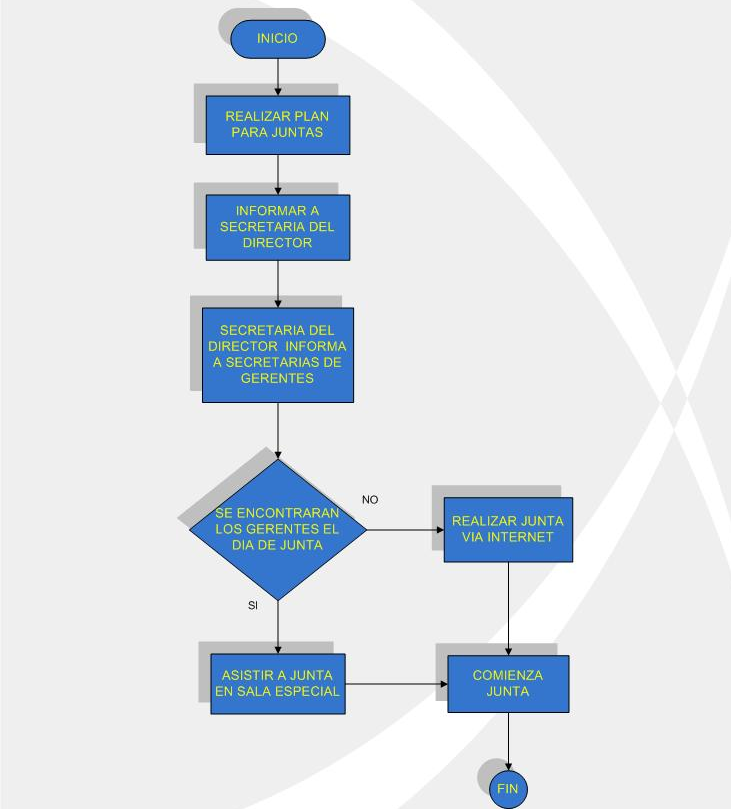 INICIO
REALIZAR PLAN
PARA JUNTAS
INFORMAR A
SECRETARIA DEL
DIRECTOR
SECRETARIA DEL
DIRECTOR INFORMA
A SECRETARIAS DE
GERENTES
SE ENCONTRARAN
LOS GERENTES EL
DIA DE JUNTA
NO
REALIZAR JUNTA
VIA INTERNET
SI
ASISTIR A JUNTA
EN SALA ESPECIAL
COMIENZA
JUNTA
FIN